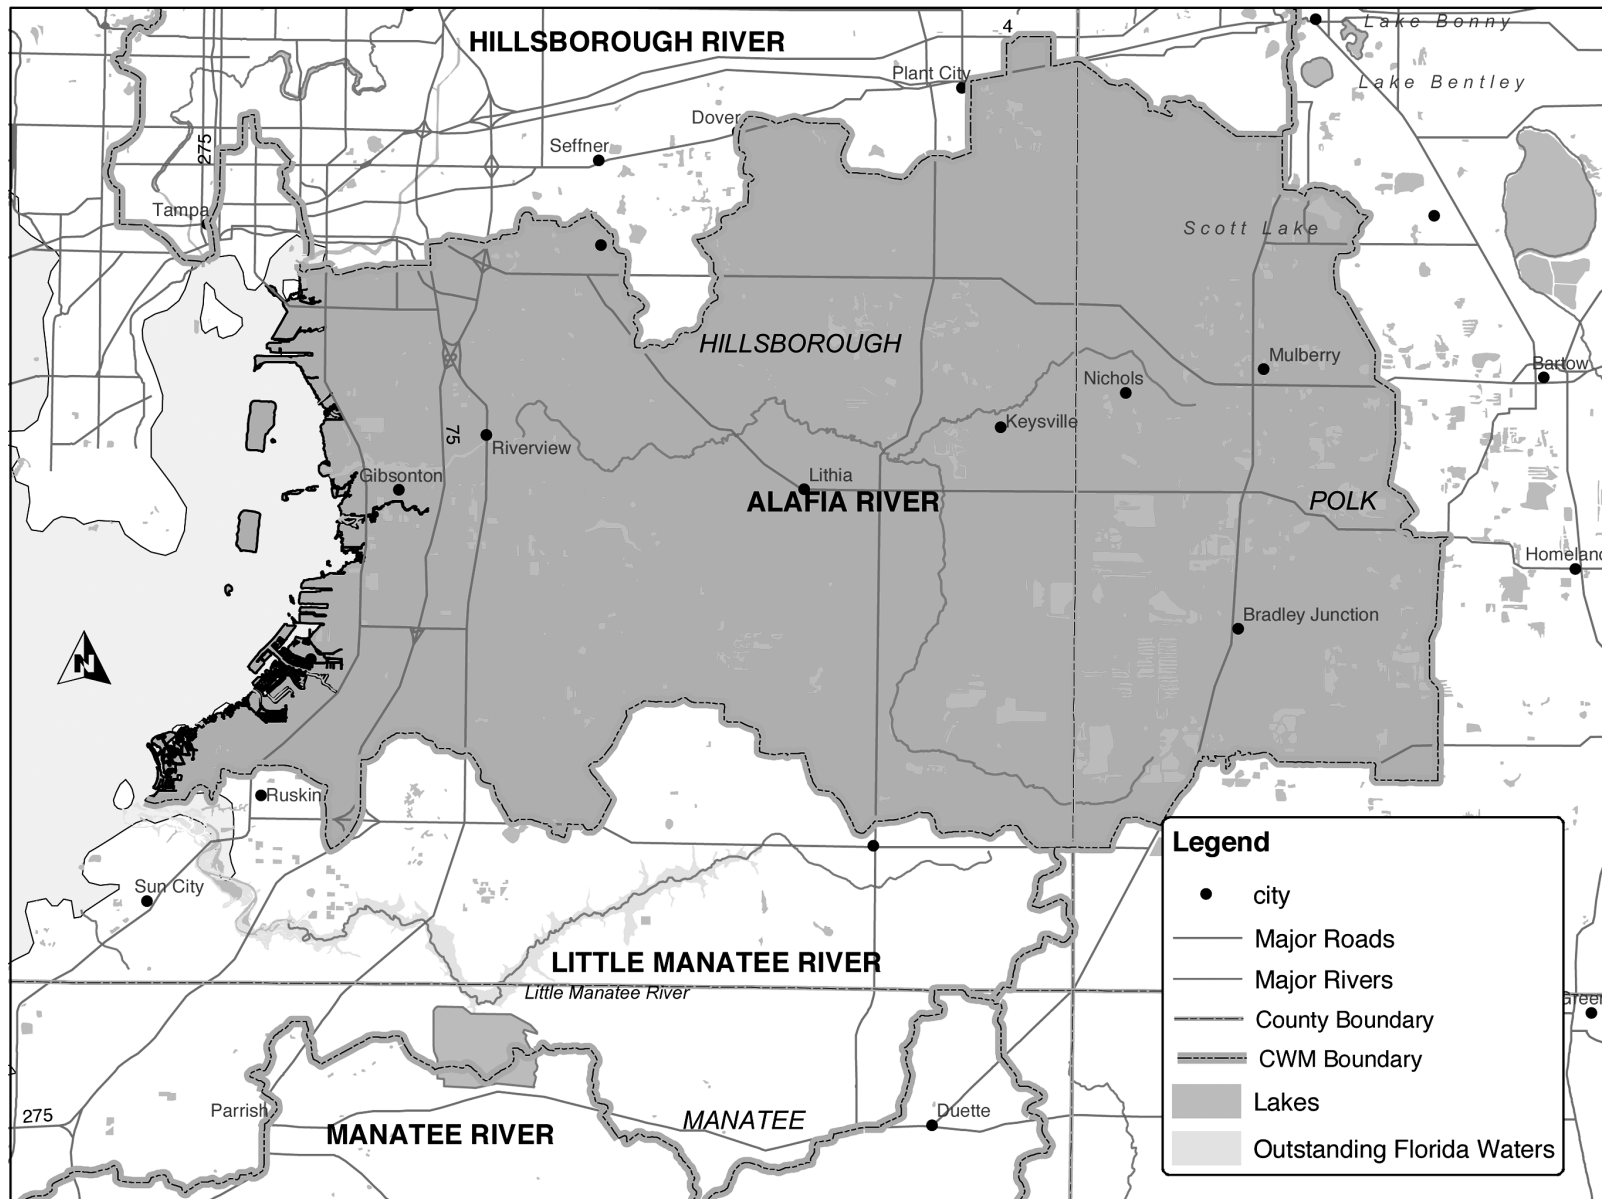 4
Lake Bonny
HILLSBOROUGH RIVER
Plant City
Lake Bentley
Dover
Seffner
275
Tampa
Scott Lake
HILLSBOROUGH
Mulberry
Bartow
Nichols
Keysville
75
Riverview
Gibsonton
Lithia
ALAFIA RIVER
POLK
Homeland
Bradley Junction
Ruskin
Sun City
LITTLE MANATEE RIVER
Little Manatee River
Green
275
Parrish
MANATEE
Duette
MANATEE RIVER
N
Legend
city
Major Roads
Major Rivers
County Boundary
CWM Boundary
Lakes
Outstanding Florida Waters